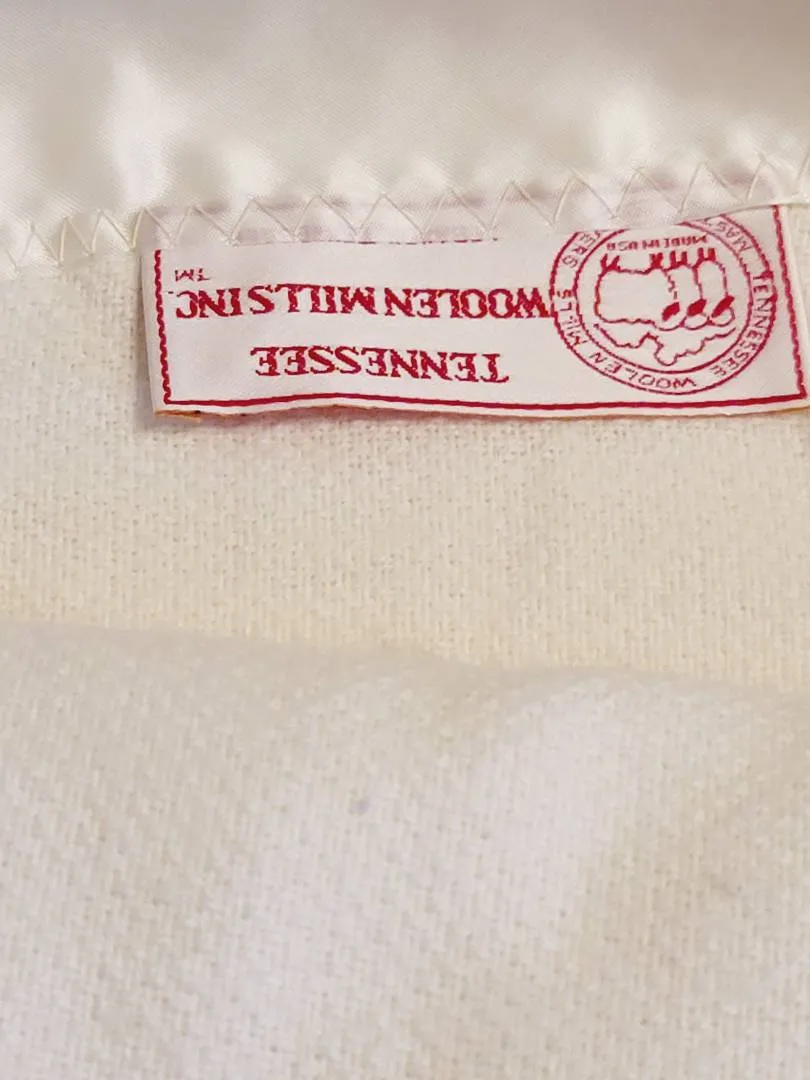 TENNESSEE
WOOLEN MILLS INC.
TM
TENNESSEE WOOLEN MILLS
MADE IN USA